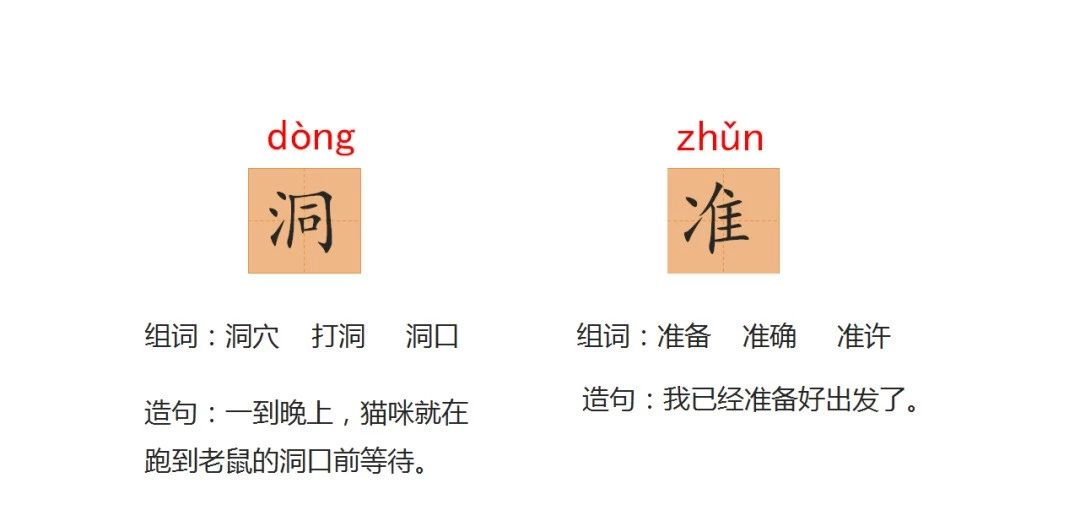 dòng
洞
组词：洞穴 打洞 洞口
造句：一到晚上，猫咪就在
跑到老鼠的洞口前等待。
zhǔn
准
组词：准备 准确 准许
造句：我已经准备好出发了。